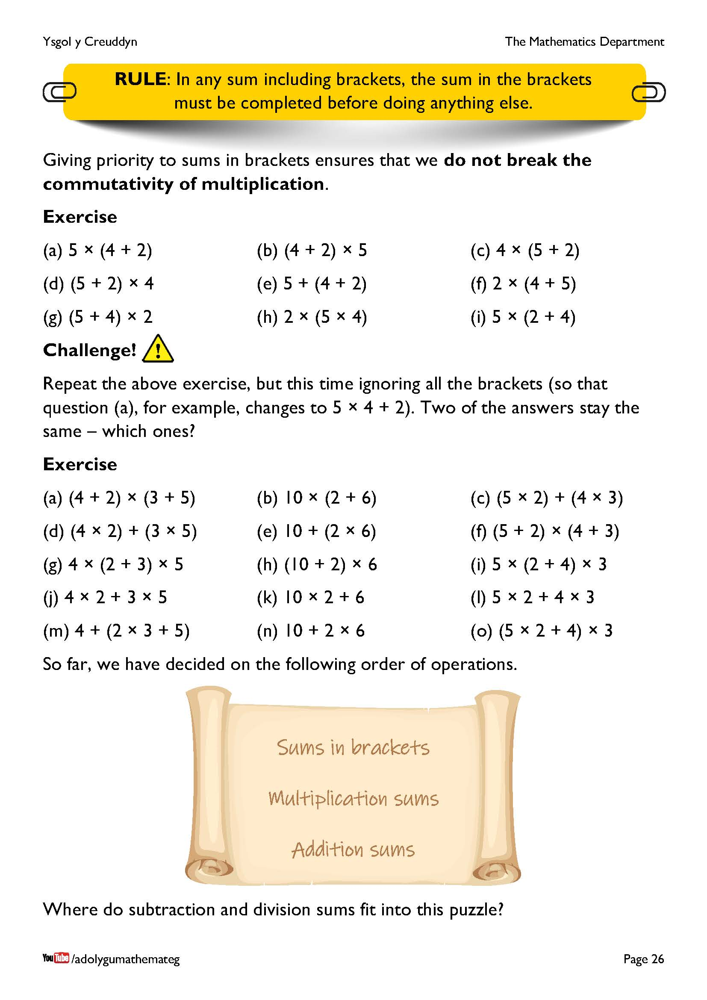 Ysgol y Creuddyn
The Mathematics Department
RULE: In any sum including brackets, the sum in the brackets
must be completed before doing anything else.
Giving priority to sums in brackets ensures that we do not break the
commutativity of multiplication.
Exercise
(a) 5 × (4 + 2) (b) (4 + 2) × 5 (c) 4 × (5 + 2)
(d) (5 + 2) × 4 (e) 5 + (4 + 2) (f) 2 × (4 + 5)
(g) (5 + 4) × 2 (h) 2 × (5 × 4) (i) 5 × (2 + 4)
Challenge!
Repeat the above exercise, but this time ignoring all the brackets (so that
question (a), for example, changes to 5 × 4 + 2). Two of the answers stay the
same – which ones?
Exercise
(a) (4 + 2) × (3 + 5) (b) 10 × (2 + 6) (c) (5 × 2) + (4 × 3)
(d) (4 × 2) + (3 × 5) (e) 10 + (2 × 6) (f) (5 + 2) × (4 + 3)
(g) 4 × (2 + 3) × 5 (h) (10 + 2) × 6 (i) 5 × (2 + 4) × 3
(j) 4 × 2 + 3 × 5 (k) 10 × 2 + 6 (l) 5 × 2 + 4 × 3
(m) 4 + (2 × 3 + 5) (n) 10 + 2 × 6 (o) (5 × 2 + 4) × 3
So far, we have decided on the following order of operations.
Sums in brackets
Multiplication sums
Addition sums
Where do subtraction and division sums fit into this puzzle?
YouTube/adolygumathemateg
Page 26